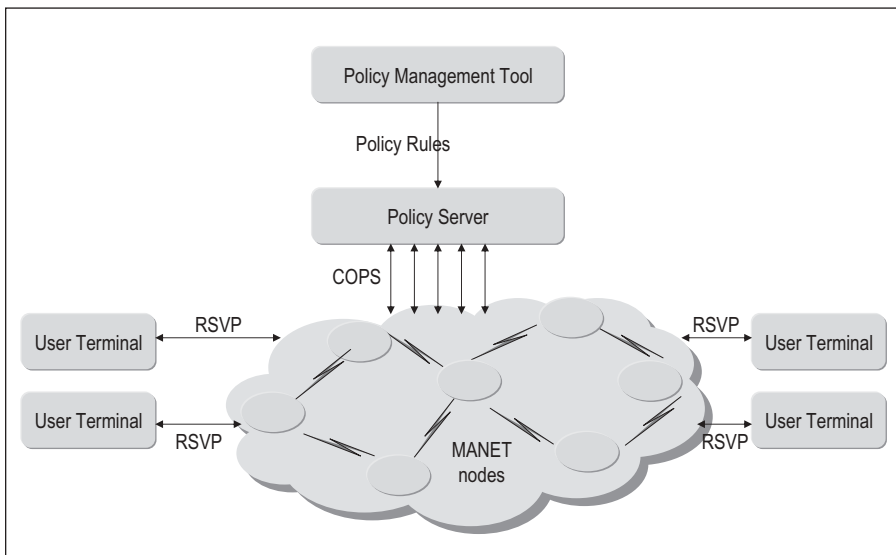 Policy Management Tool
Policy Rules
Policy Server
COPS
RSVP
User Terminal
RSVP
User Terminal
User Terminal
RSVP
User Terminal
RSVP
MANET
nodes